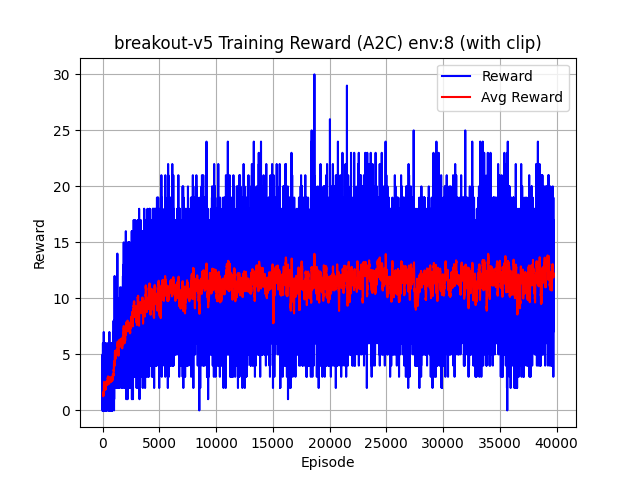 breakout-v5 Training Reward (A2C) env:8 (with clip)
Reward
Avg Reward
30
25
20
15
10
5
0
Reward
0 5000 10000 15000 20000 25000 30000 35000 40000
Episode